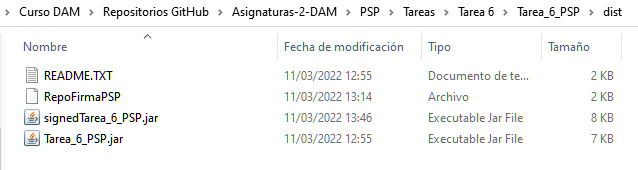 Curso DAM > Repositorios GitHub > Asignaturas-2-DAM > PSP > Tareas > Tarea 6 > Tarea_6_PSP > dist
Nombre Fecha de modificación Tipo Tamaño
README.TXT 11/03/2022 12:55 Documento de te... 2 KB
RepoFirmaPSP 11/03/2022 13:14 Archivo 2 KB
signedTarea_6_PSP.jar 11/03/2022 13:46 Executable Jar File 8 KB
Tarea_6_PSP.jar 11/03/2022 12:55 Executable Jar File 7 KB